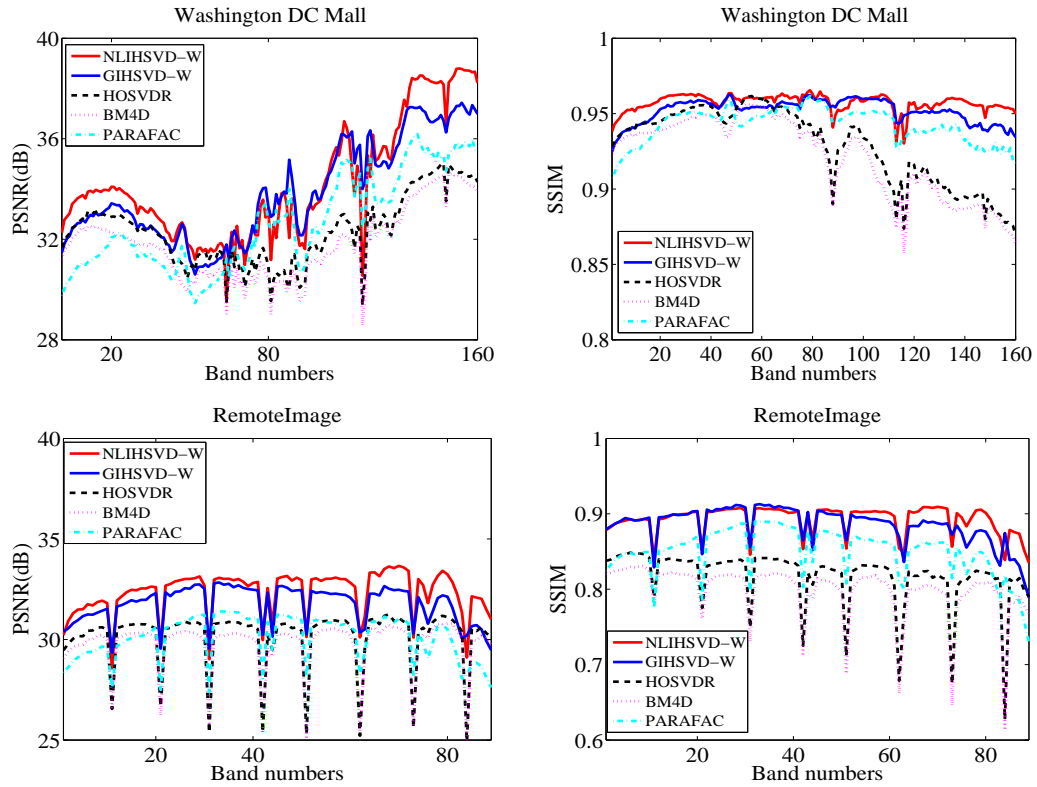 Washington DC Mall
40
36
32
28
PSNR(dB)
NLIHSVD-W
GIHSVD-W
HOSVDR
BM4D
PARAFAC
20
80
160
Band numbers
Washington DC Mall
1
0.95
0.9
0.85
0.8
SSIM
NLIHSVD-W
GIHSVD-W
HOSVDR
BM4D
PARAFAC
20
40
60
80
100
120
140
160
Band numbers
RemoteImage
40
35
30
25
PSNR(dB)
NLIHSVD-W
GIHSVD-W
HOSVDR
BM4D
PARAFAC
20
40
60
80
Band numbers
RemoteImage
1
0.9
0.8
0.7
0.6
SSIM
NLIHSVD-W
GIHSVD-W
HOSVDR
BM4D
PARAFAC
20
40
60
80
Band numbers